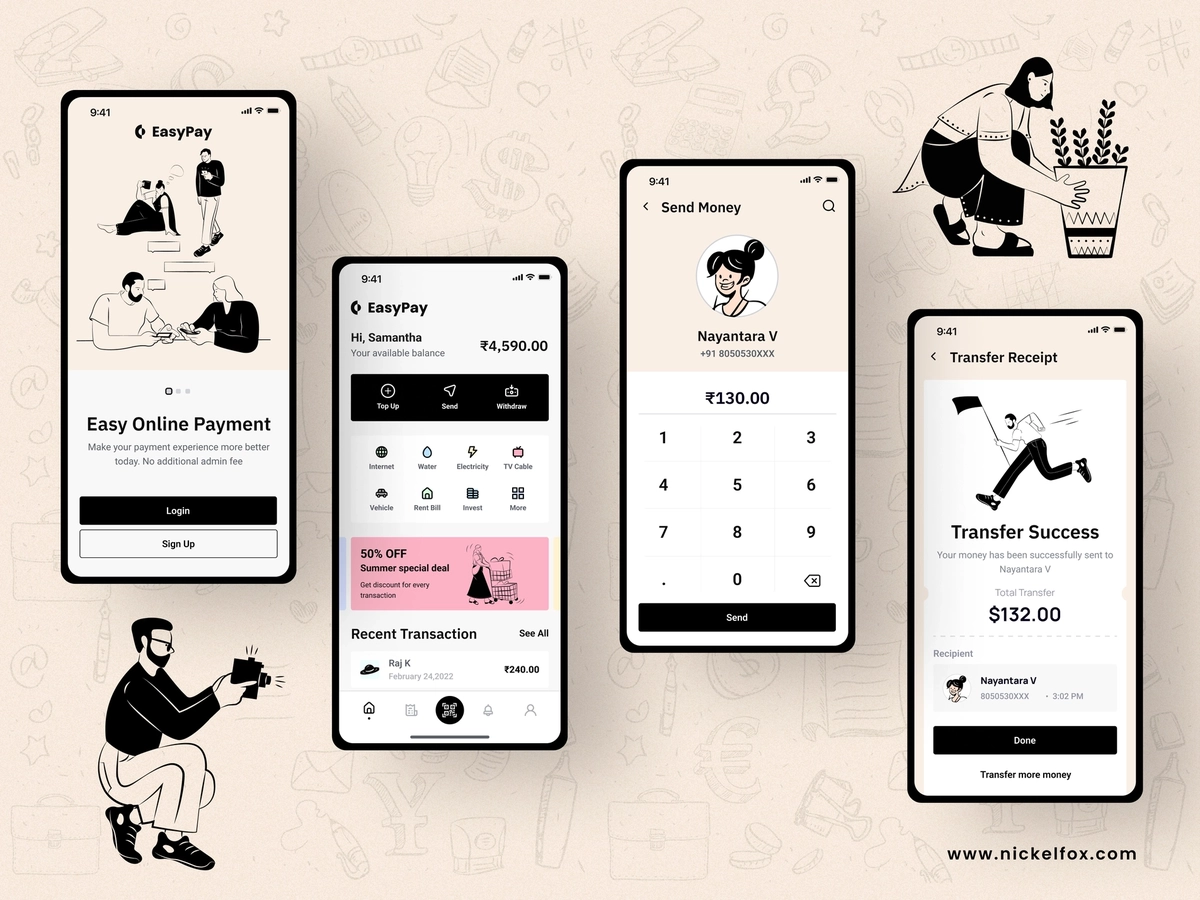 9:41
EasyPay
Easy Online Payment
Make your payment experience more better
today. No additional admin fee
Login
Sign Up
9:41
EasyPay
Hi, Samantha
Your available balance
₹4,590.00
Top Up Send Withdraw
Internet Water Electricity TV Cable
Vehicle Rent Bill Invest More
50% OFF
Summer special deal
Get discount for every
transaction
Recent Transaction See All
Raj K
February 24,2022
₹240.00
9:41
Send Money
Nayantara V
+91 8050530XXX
₹130.00
1 2 3
4 5 6
7 8 9
. 0
Send
9:41
Transfer Receipt
Transfer Success
Your money has been successfully sent to
Nayantara V
Total Transfer
$132.00
Recipient
Nayantara V
8050530XXX • 3:02 PM
Done
Transfer more money
www.nickelfox.com